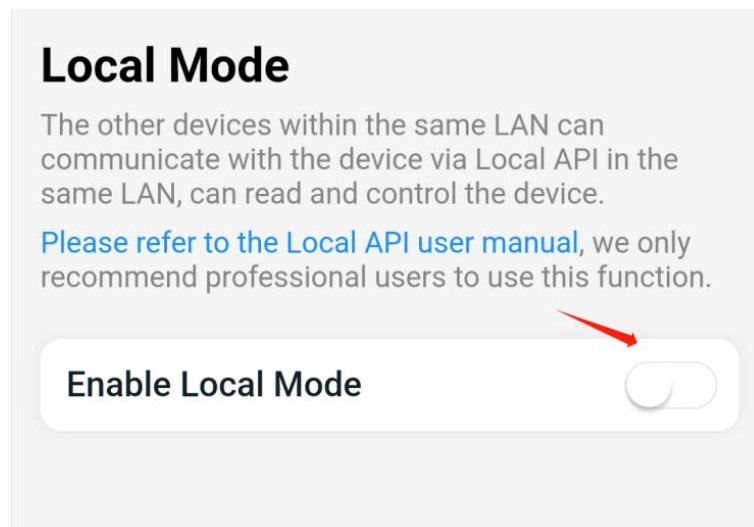 Local Mode
The other devices within the same LAN can
communicate with the device via Local API in the
same LAN, can read and control the device.
Please refer to the Local API user manual, we only
recommend professional users to use this function.
Enable Local Mode